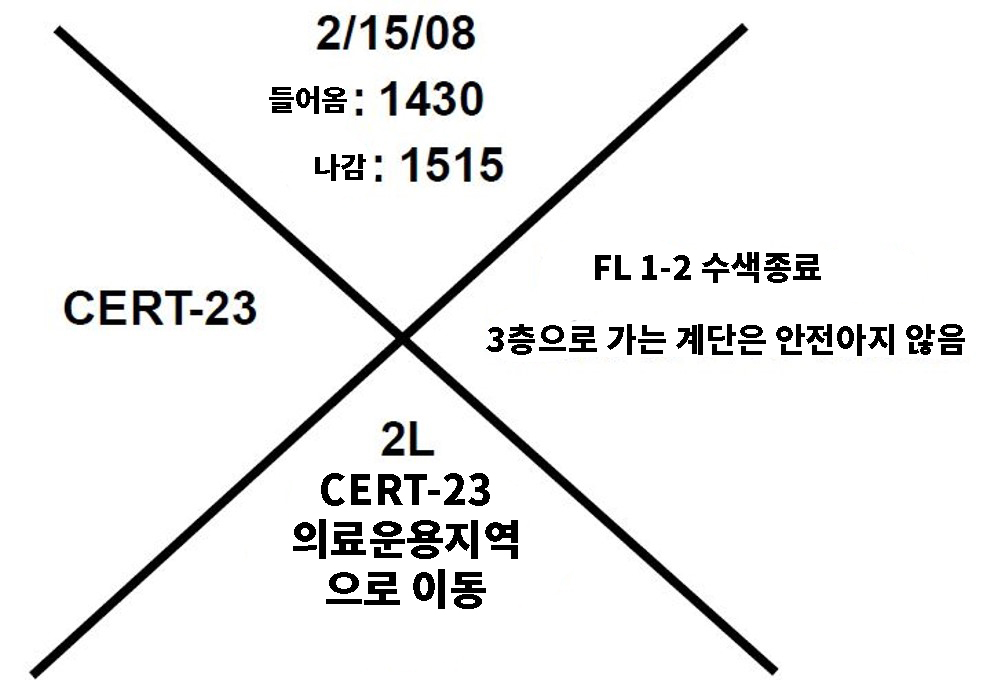 2/15/08
들어옴: 1430
나감: 1515
CERT-23
FL 1-2 수색종료
3층으로 가는 계단은 안전아지 않음
2L
CERT-23
의료운용지역
으로 이동